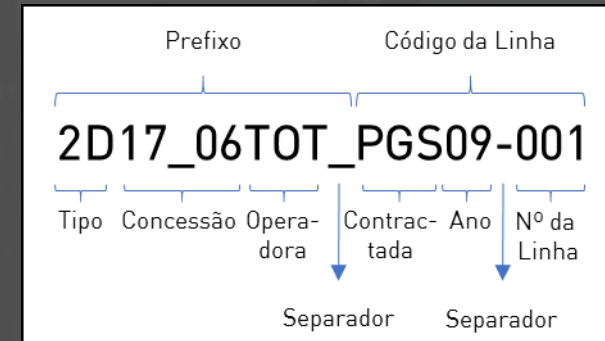 Prefixo Código da Linha
2D17_06TOT_PGS09-001
Tipo Concessão Opera-
dora Contrac-
tada Ano Nº da
Linha
Separador Separador